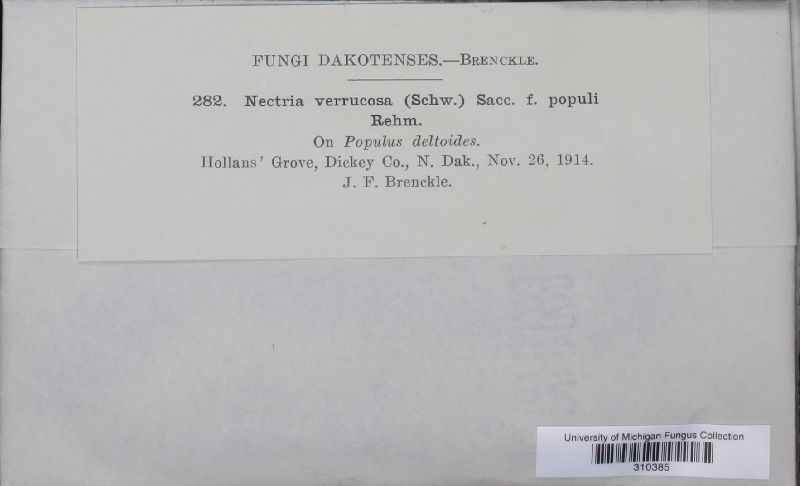 FUNGI DAKOTENSES.—BRENCKLE.
282. Nectria verrucosa (Schw.) Sacc. f. populi
Rehm.
On Populus deltoides.
Hollans' Grove, Dickey Co., N. Dak., Nov. 26, 1914.
J. F. Brenckle.
University of Michigan Fungus Collection
310385